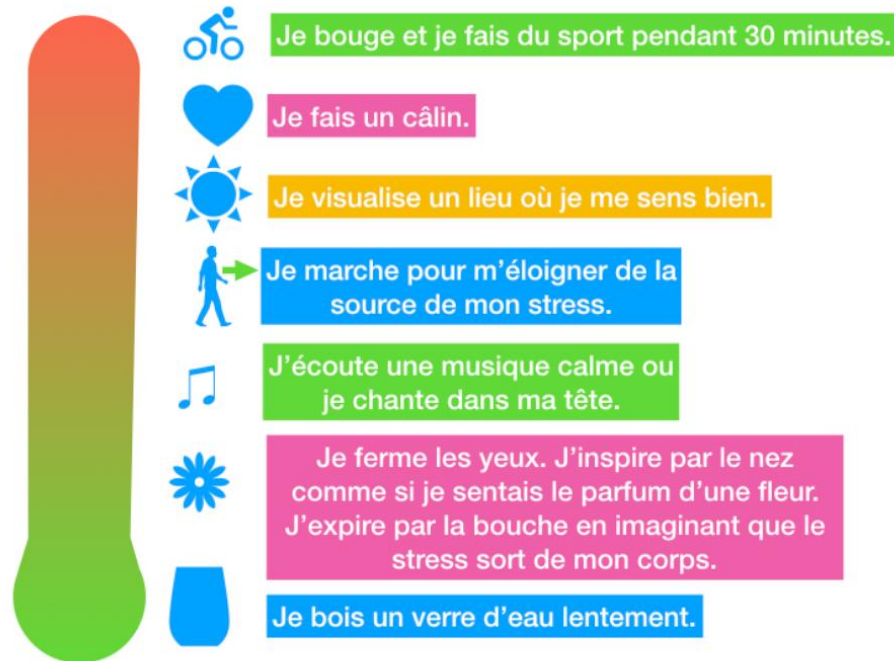 Je bouge et je fais du sport pendant 30 minutes.
Je fais un câlin.
Je visualise un lieu où je me sens bien.
Je marche pour m’éloigner de la
source de mon stress.
J’écoute une musique calme ou
je chante dans ma tête.
Je ferme les yeux. J’inspire par le nez
comme si je sentais le parfum d’une fleur.
J’expire par la bouche en imaginant que le
stress sort de mon corps.
Je bois un verre d’eau lentement.